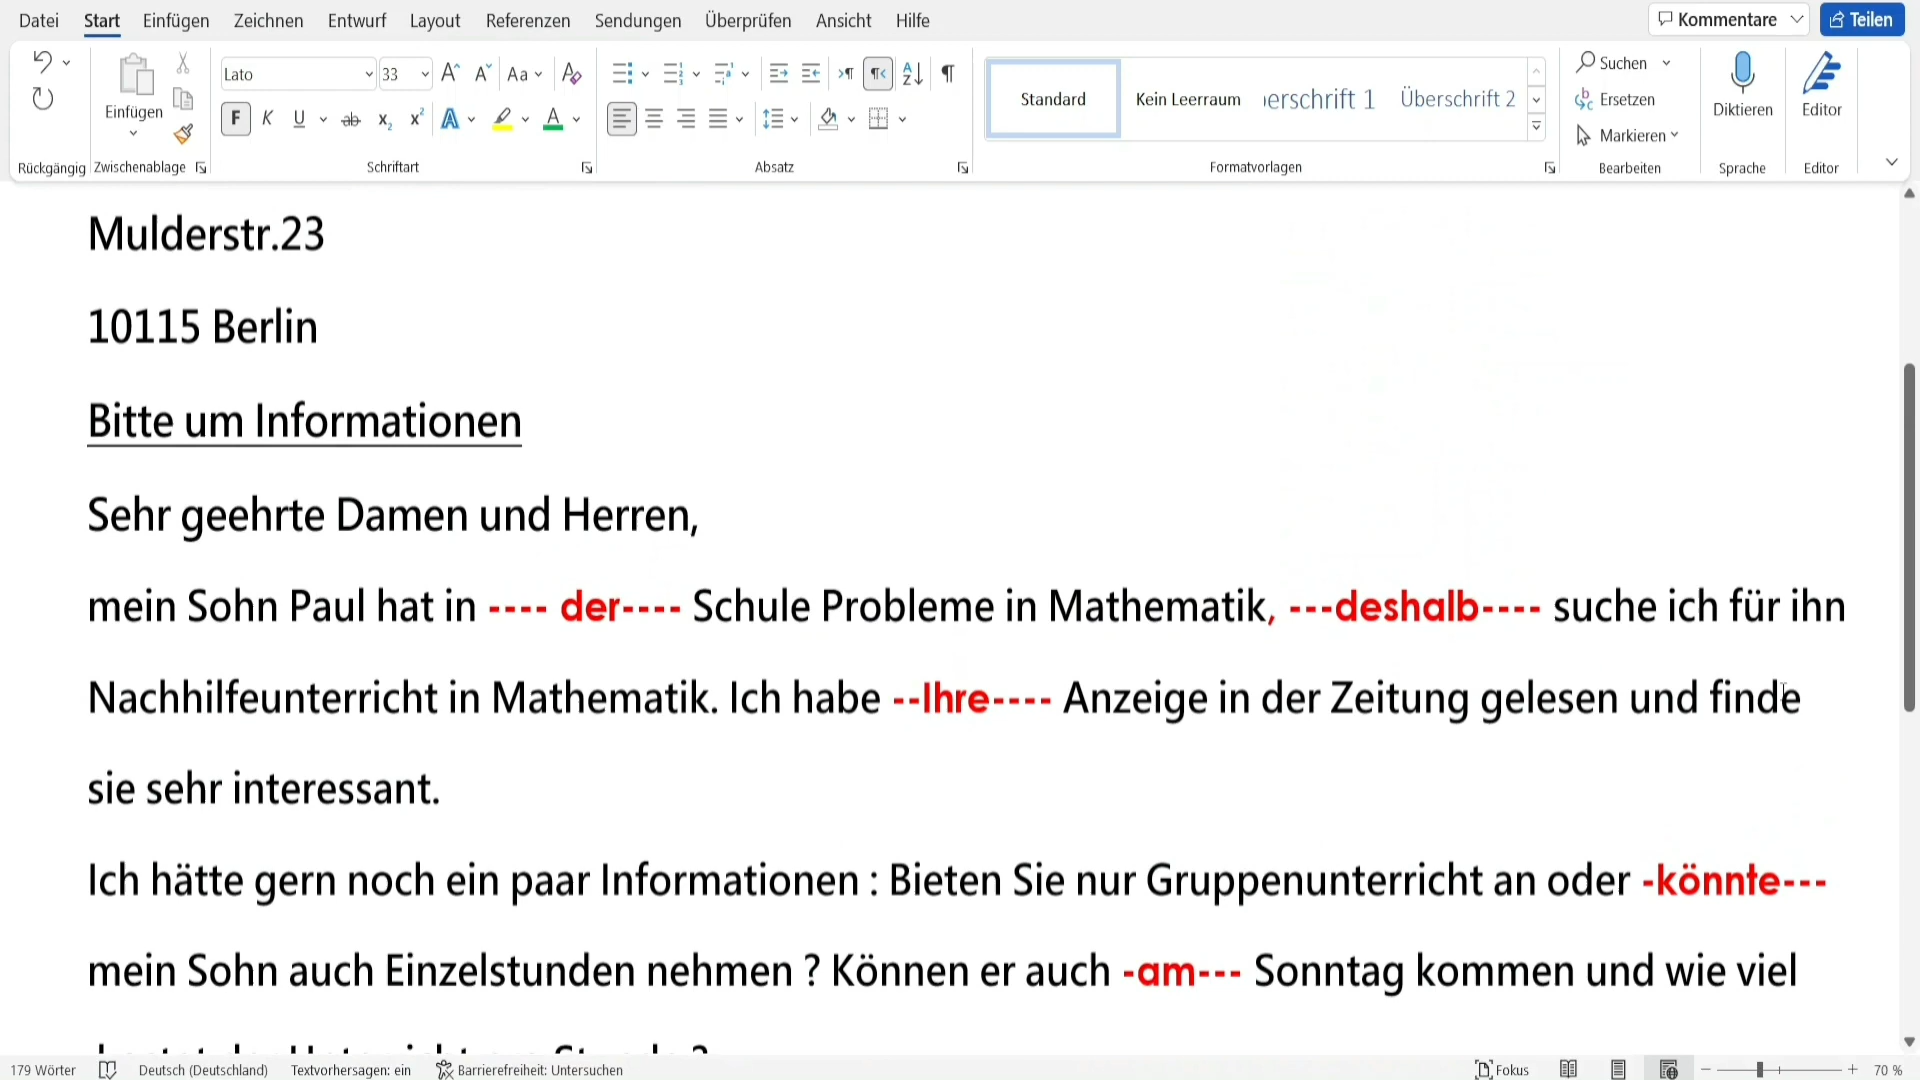 Datei Start Einfügen Zeichnen Entwurf Layout Referenzen Sendungen Überprüfen Ansicht Hilfe Kommentare Teilen
Lato 33 Aa Standard Kein Leerraum erschrift 1 Überschrift 2 Suchen
Einfügen Ersetzen Diktieren Editor
F K U ab Markieren
Rückgängig Zwischenablage Schriftart Absatz Formatvorlagen Bearbeiten Sprache Editor
Mulderstr.23
10115 Berlin
Bitte um Informationen
Sehr geehrte Damen und Herren,
mein Sohn Paul hat in ---- der---- Schule Probleme in Mathematik, ---deshalb---- suche ich für ihn
Nachhilfeunterricht in Mathematik. Ich habe --Ihre---- Anzeige in der Zeitung gelesen und finde
sie sehr interessant.
Ich hätte gern noch ein paar Informationen : Bieten Sie nur Gruppenunterricht an oder -könnte---
mein Sohn auch Einzelstunden nehmen ? Können er auch -am--- Sonntag kommen und wie viel
179 Wörter Deutsch (Deutschland) Textvorhersagen: ein Barrierefreiheit: Untersuchen Fokus 70 %